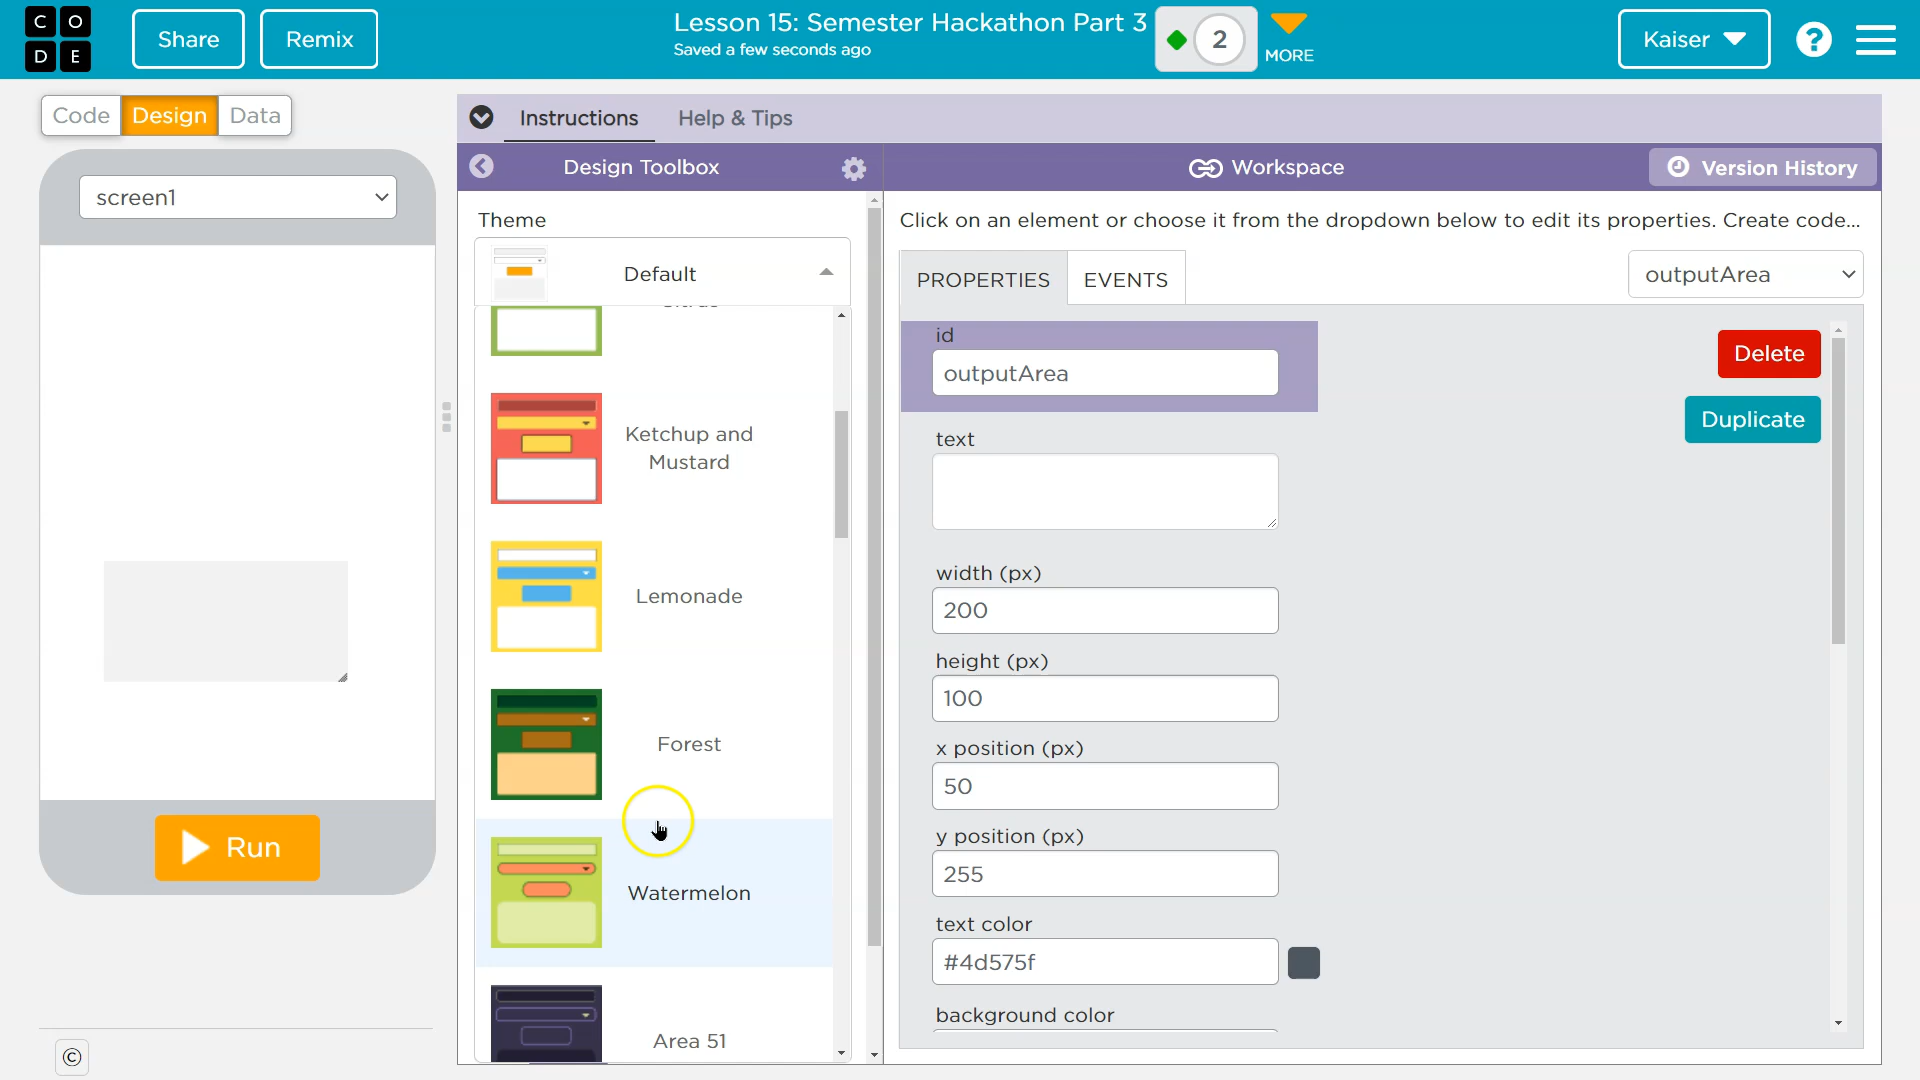 C O
D E
Share
Remix
Lesson 15: Semester Hackathon Part 3
Saved a few seconds ago
2
MORE
Kaiser
?
Code
Design
Data
Instructions
Help & Tips
Design Toolbox
Workspace
Version History
screen1
Theme
Default
Citrus
Ketchup and
Mustard
Lemonade
Forest
Watermelon
Area 51
Click on an element or choose it from the dropdown below to edit its properties. Create code...
PROPERTIES
EVENTS
outputArea
id
outputArea
Delete
Duplicate
text
width (px)
200
height (px)
100
x position (px)
50
y position (px)
255
text color
#4d575f
background color
Run
©